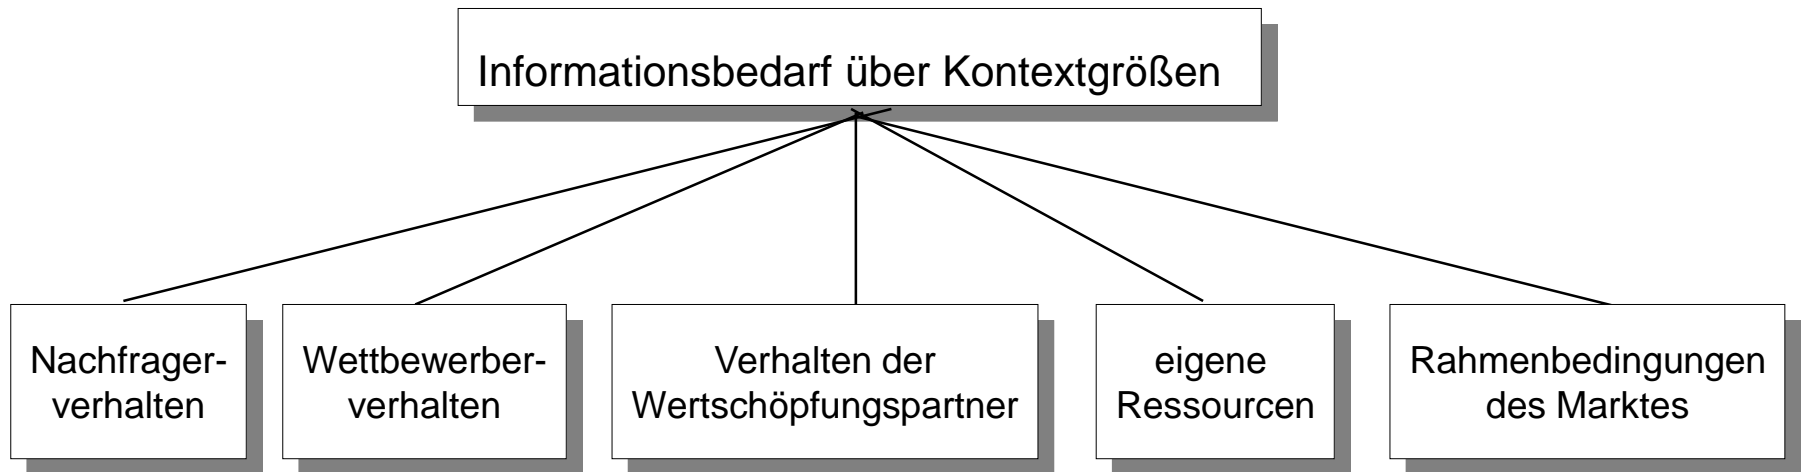 Informationsbedarf über Kontextgrößen
Nachfrager-
verhalten
Wettbewerber-
verhalten
Verhalten der
Wertschöpfungspartner
eigene
Ressourcen
Rahmenbedingungen
des Marktes